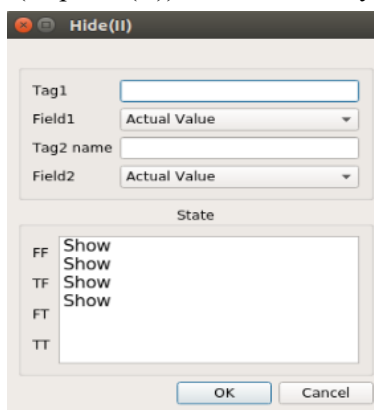 Hide(II)
Tag1
Field1 Actual Value
Tag2 name
Field2 Actual Value
State
FF Show
Show
TF Show
FT Show
TT
OK Cancel